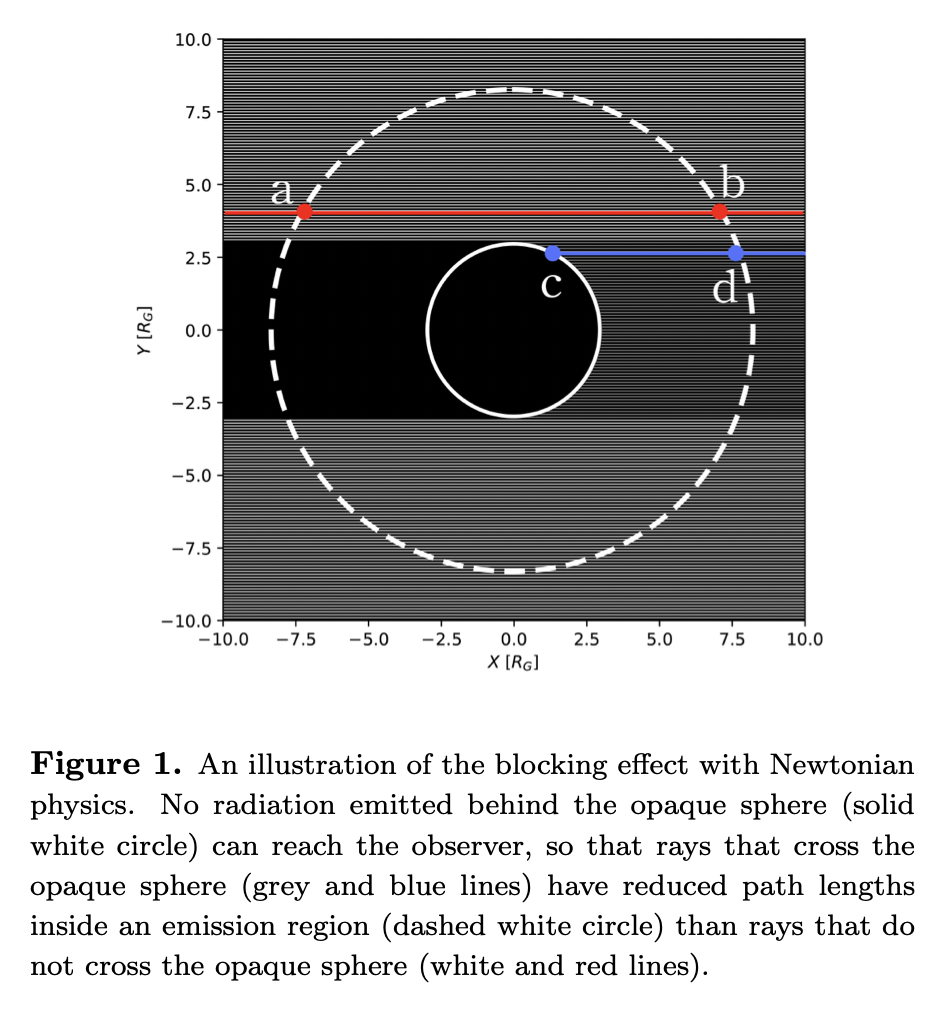 10.0
7.5
5.0
2.5
0.0
−2.5
−5.0
−7.5
−10.0
Y [R_G]
a
b
c
d
−10.0 −7.5 −5.0 −2.5 0.0 2.5 5.0 7.5 10.0
X [R_G]
Figure 1. An illustration of the blocking effect with Newtonian
physics. No radiation emitted behind the opaque sphere (solid
white circle) can reach the observer, so that rays that cross the
opaque sphere (grey and blue lines) have reduced path lengths
inside an emission region (dashed white circle) than rays that do
not cross the opaque sphere (white and red lines).